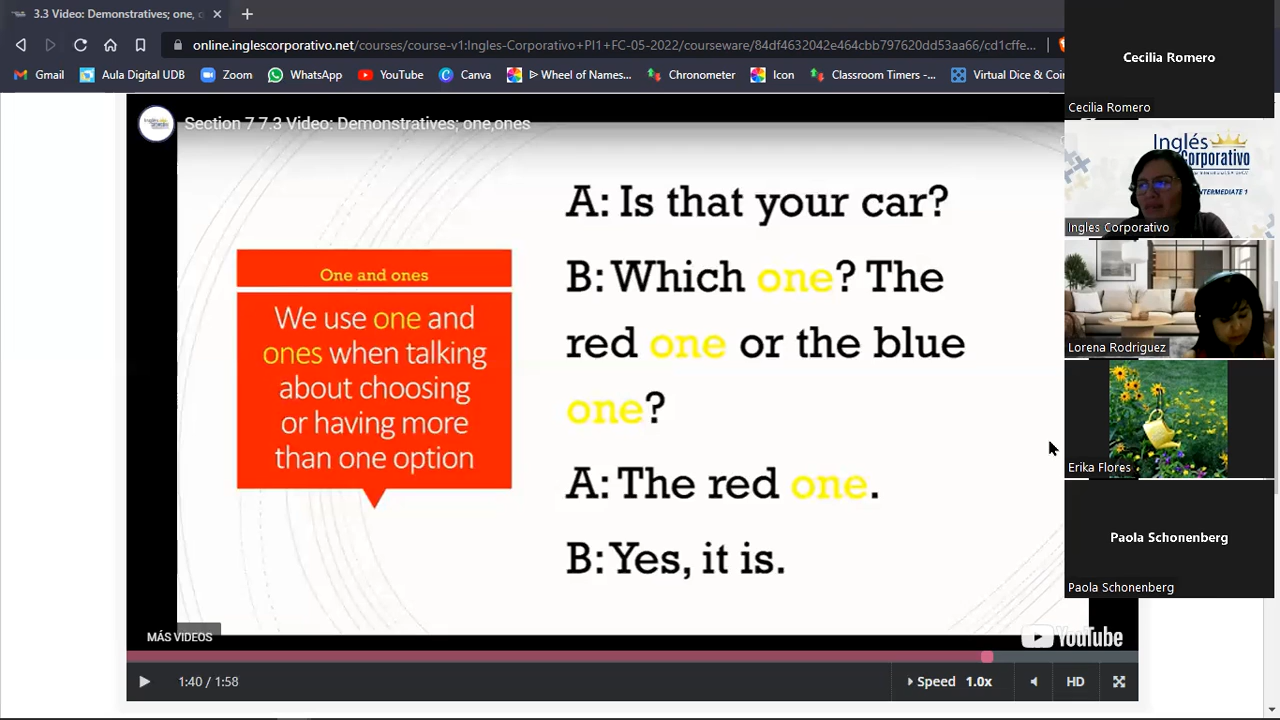 3.3 Video: Demonstratives; one,
online.inglescorporativo.net/courses/course-v1:Ingles-Corporativo+PI1+FC-05-2022/courseware/84df4632042e464cbb797620dd53aa66/cd1cffe...
Gmail
Aula Digital UDB
Zoom
WhatsApp
YouTube
Canva
ᐅ Wheel of Names...
Chronometer
Icon
Classroom Timers -...
Virtual Dice & Coi
Section 7 7.3 Video: Demonstratives; one,ones
One and ones
We use one and
ones when talking
about choosing
or having more
than one option
A: Is that your car?
B: Which one? The
red one or the blue
one?
A: The red one.
B: Yes, it is.
MÁS VIDEOS
YouTube
1:40 / 1:58
Speed 1.0x
HD
Cecilia Romero
Cecilia Romero
Inglés
Corporativo
INTERMEDIATE 1
Ingles Corporativo
Lorena Rodriguez
Erika Flores
Paola Schonenberg
Paola Schonenberg